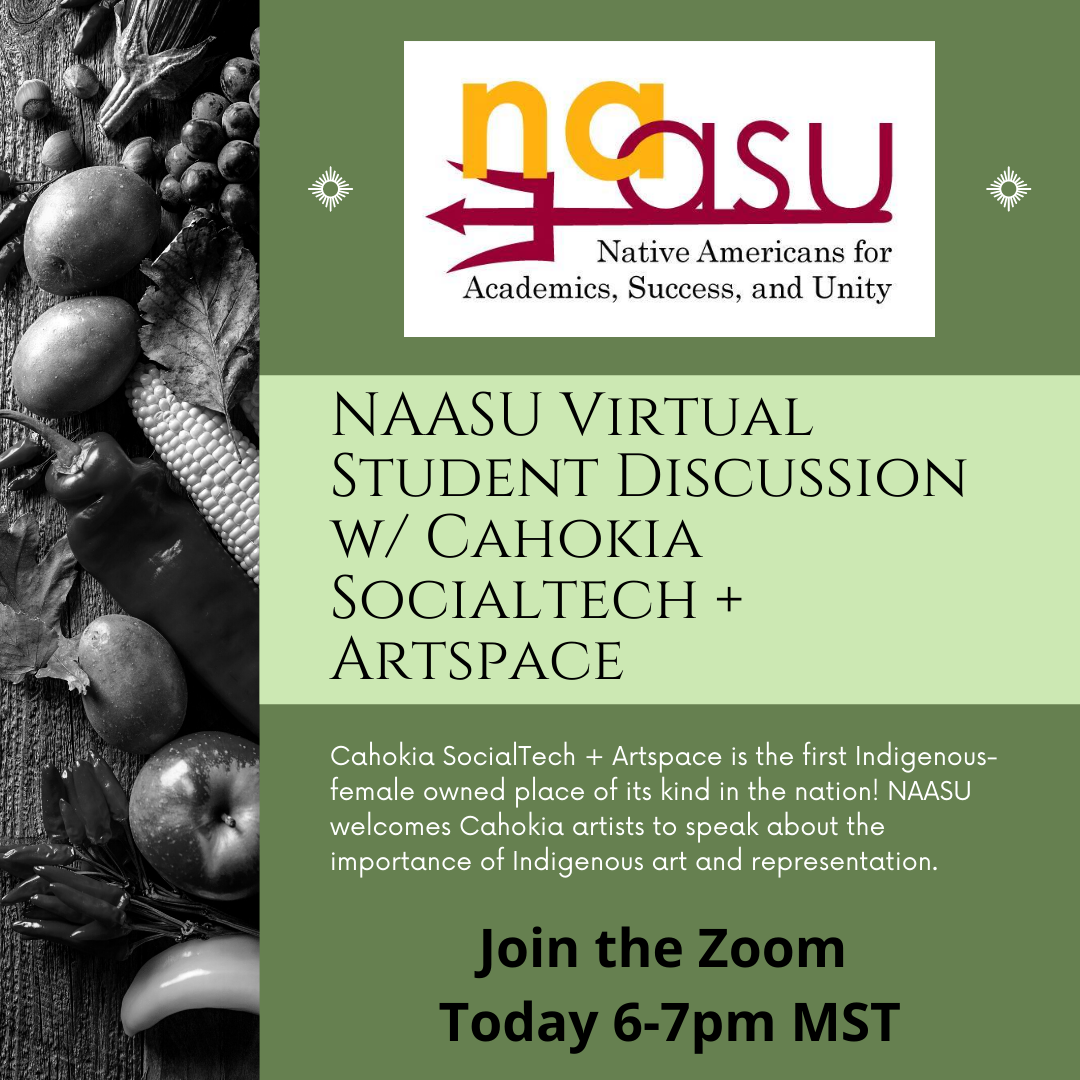 naasu
Native Americans for
Academics, Success, and Unity
NAASU Virtual
Student Discussion
w/ Cahokia
Socialtech +
Artspace
Cahokia SocialTech + Artspace is the first Indigenous-
female owned place of its kind in the nation! NAASU
welcomes Cahokia artists to speak about the
importance of Indigenous art and representation.
Join the Zoom
Today 6-7pm MST